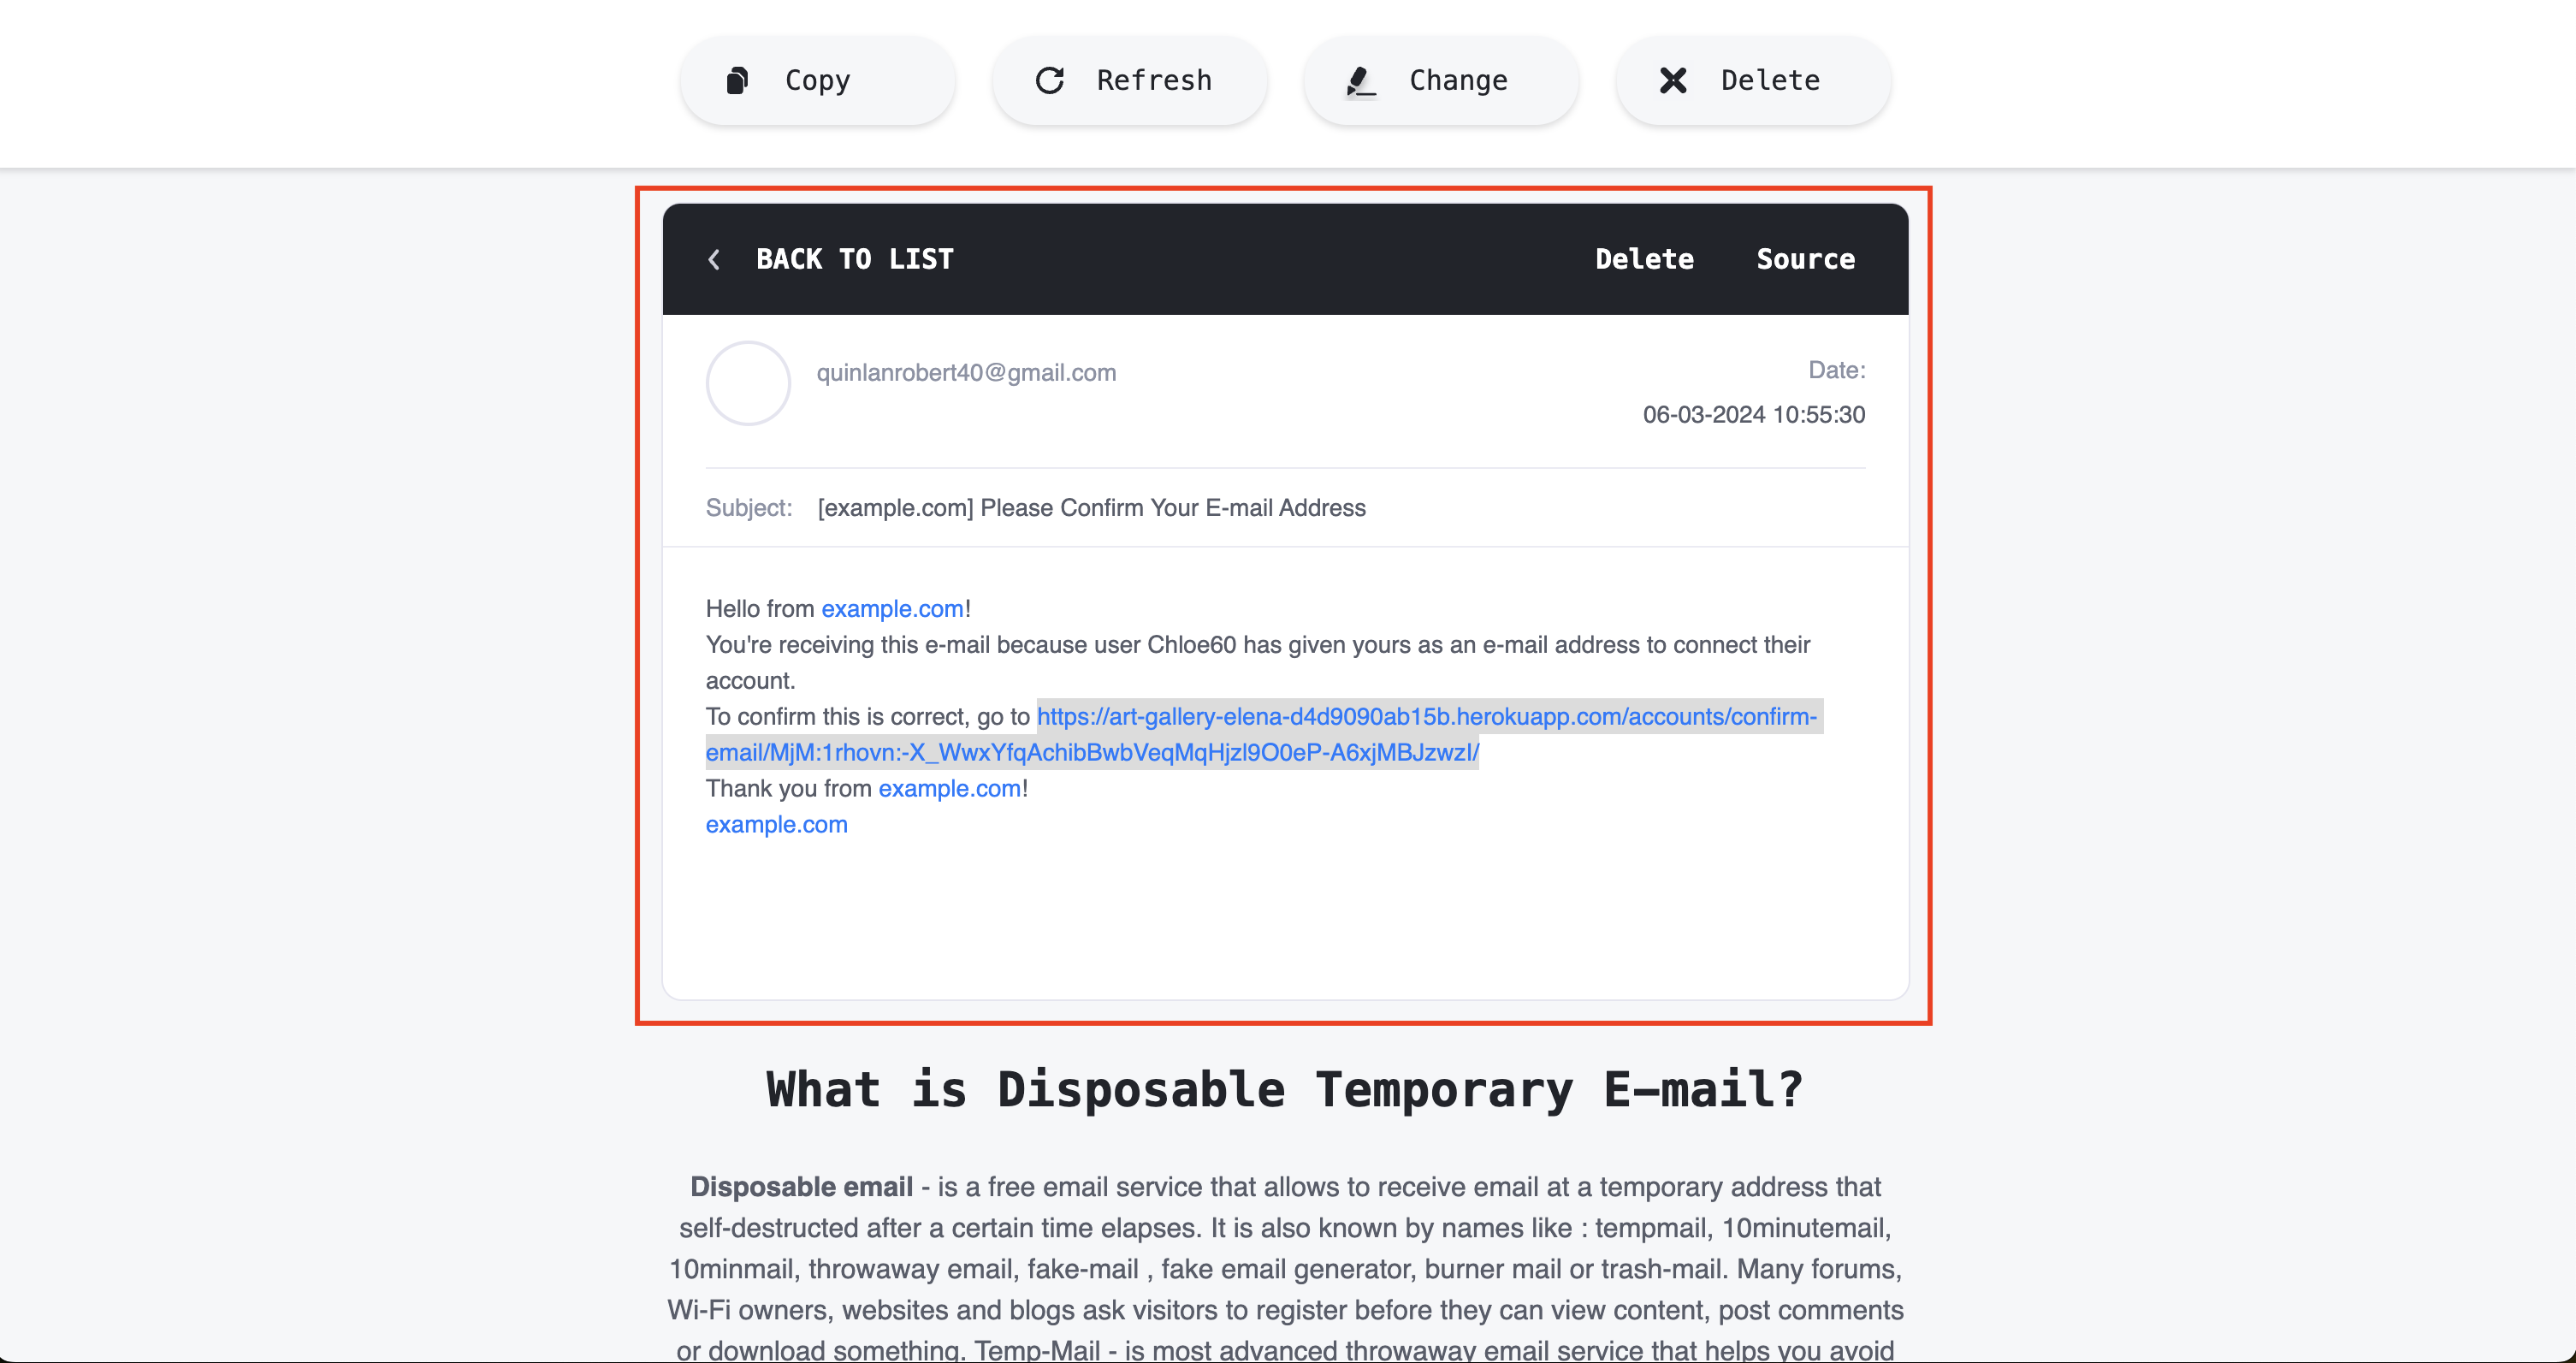 Copy
Refresh
Change
Delete
BACK TO LIST
Delete
Source
quinlanrobert40@gmail.com
Date:
06-03-2024 10:55:30
Subject: [example.com] Please Confirm Your E-mail Address
Hello from example.com!
You're receiving this e-mail because user Chloe60 has given yours as an e-mail address to connect their
account.
To confirm this is correct, go to https://art-gallery-elena-d4d9090ab15b.herokuapp.com/accounts/confirm-
email/MjM:1rhovn:-X_WwxYfqAchibBwbVeqMqHjzl9O0eP-A6xjMBJzwzI/
Thank you from example.com!
example.com
What is Disposable Temporary E-mail?
Disposable email - is a free email service that allows to receive email at a temporary address that
self-destructed after a certain time elapses. It is also known by names like : tempmail, 10minutemail,
10minmail, throwaway email, fake-mail , fake email generator, burner mail or trash-mail. Many forums,
Wi-Fi owners, websites and blogs ask visitors to register before they can view content, post comments
or download something. Temp-Mail - is most advanced throwaway email service that helps you avoid